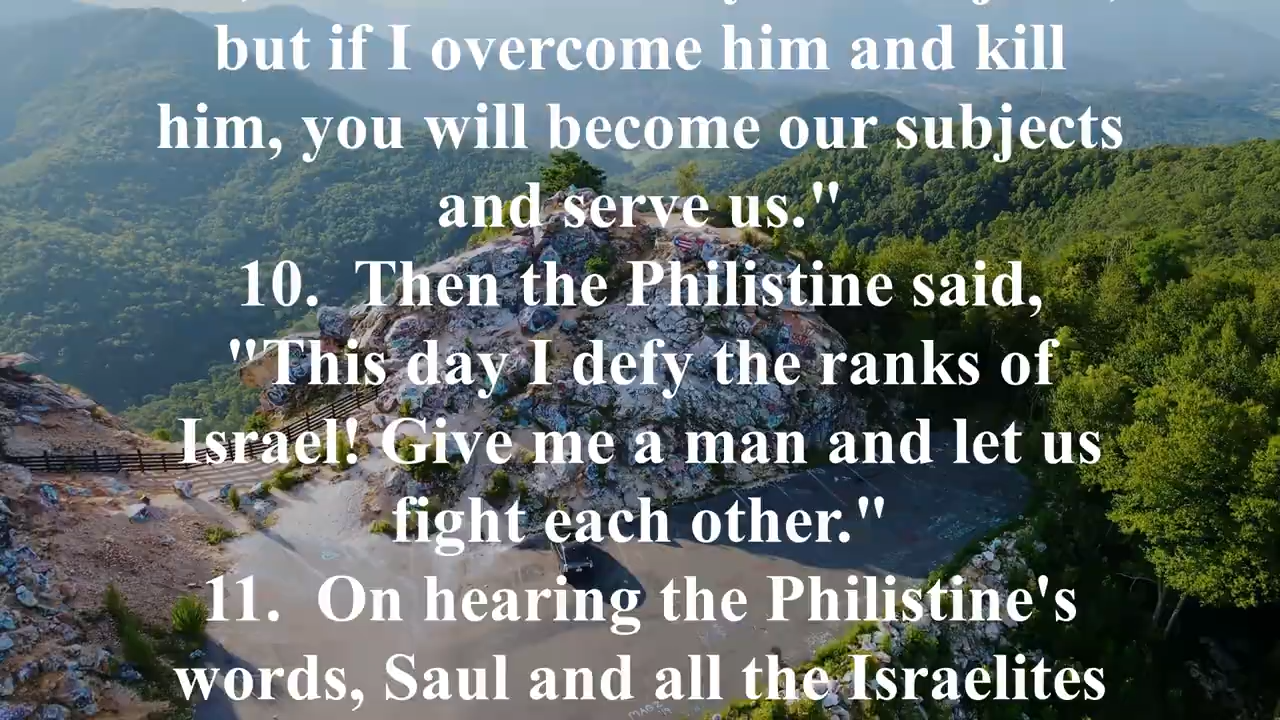 but if I overcome him and kill
him, you will become our subjects
and serve us."
10. Then the Philistine said,
"This day I defy the ranks of
Israel! Give me a man and let us
fight each other."
11. On hearing the Philistine's
words, Saul and all the Israelites